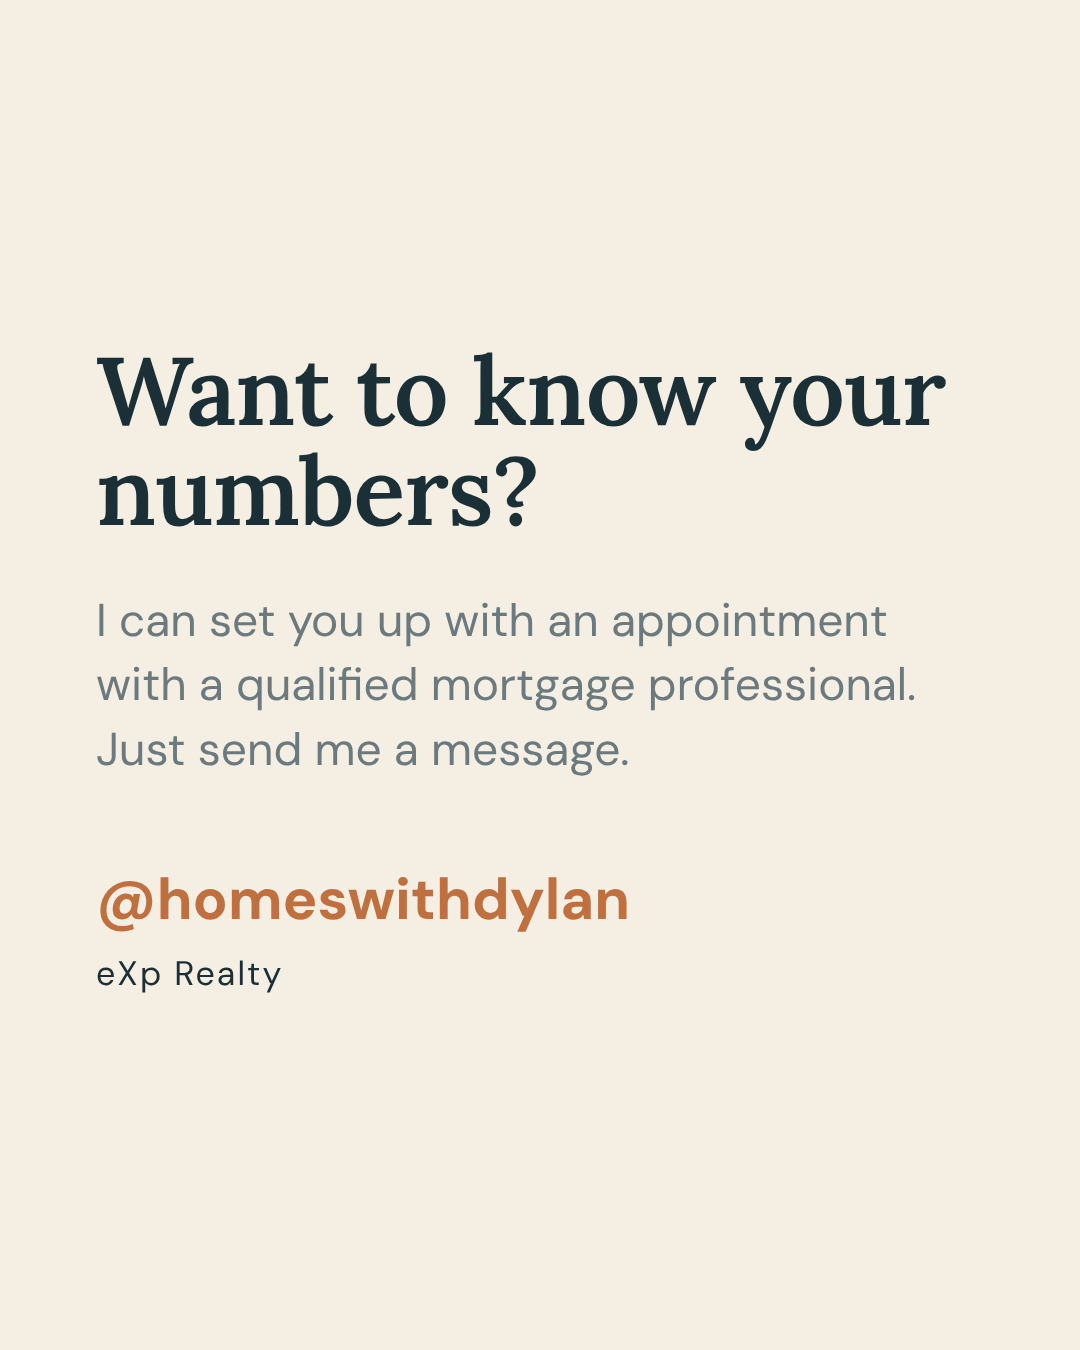 Want to know your
numbers?
I can set you up with an appointment
with a qualified mortgage professional.
Just send me a message.
@homeswithdylan
eXp Realty